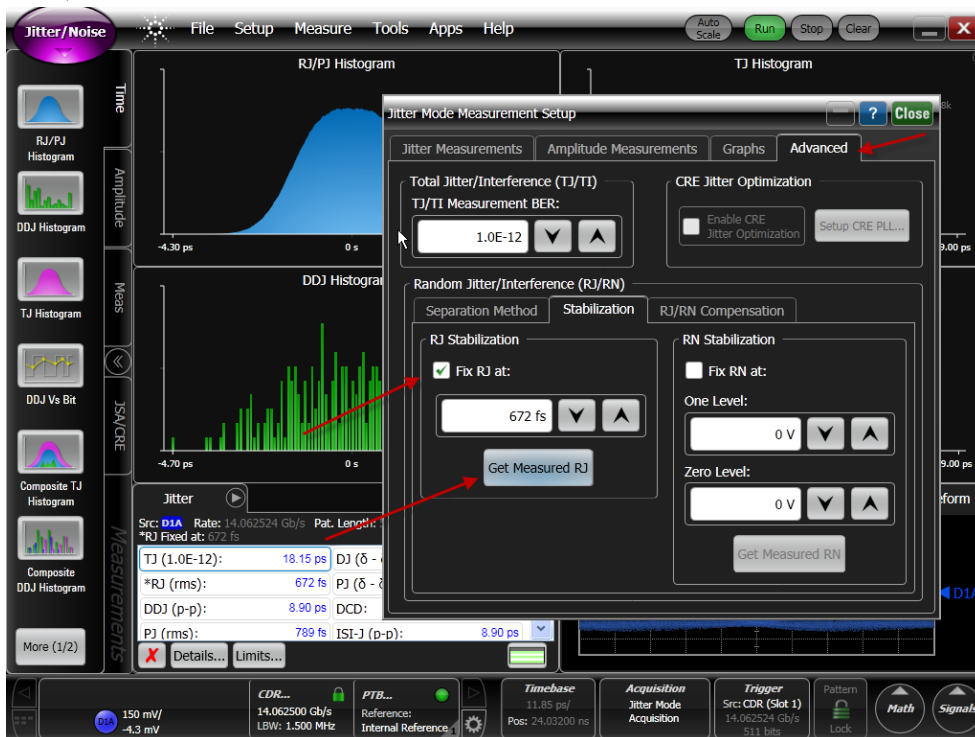 Jitter/Noise
File Setup Measure Tools Apps Help
Auto Scale
Run
Stop
Clear
Time
Amplitude
Meas
JSA/CRE
Measurements
RJ/PJ Histogram
DDJ Histogram
TJ Histogram
DDJ Vs Bit
Composite TJ Histogram
Composite DDJ Histogram
More (1/2)
RJ/PJ Histogram
-4.30 ps
0 s
TJ Histogram
8k
9.00 ps
DDJ Histogra
-4.70 ps
0 s
9.00 ps
Jitter Mode Measurement Setup
? Close
Jitter Measurements
Amplitude Measurements
Graphs
Advanced
Total Jitter/Interference (TJ/TI)
TJ/TI Measurement BER:
1.0E-12
CRE Jitter Optimization
Enable CRE
Jitter Optimization
Setup CRE PLL...
Random Jitter/Interference (RJ/RN)
Separation Method
Stabilization
RJ/RN Compensation
RJ Stabilization
Fix RJ at:
672 fs
Get Measured RJ
RN Stabilization
Fix RN at:
One Level:
0 V
Zero Level:
0 V
Get Measured RN
Jitter
Src: D1A Rate: 14.062524 Gb/s Pat. Length:
*RJ Fixed at: 672 fs
TJ (1.0E-12): 18.15 ps DJ (δ -
*RJ (rms): 672 fs PJ (δ -
DDJ (p-p): 8.90 ps DCD:
PJ (rms): 789 fs ISI-J (p-p): 8.90 ps
Details...
Limits...
form
D1A
D1A
150 mV/
-4.3 mV
CDR...
14.062500 Gb/s
LBW: 1.500 MHz
PTB...
Reference:
Internal Reference
1
Timebase
11.85 ps/
Pos: 24.03200 ns
Acquisition
Jitter Mode
Acquisition
Trigger
Src: CDR (Slot 1)
14.062524 Gb/s
511 bits
Pattern
Lock
Math
Signals